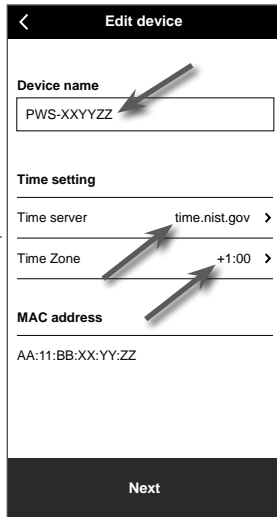 Edit device
Device name
PWS-XXYYZZ
Time setting
Time server time.nist.gov
Time Zone +1:00
MAC address
AA:11:BB:XX:YY:ZZ
Next